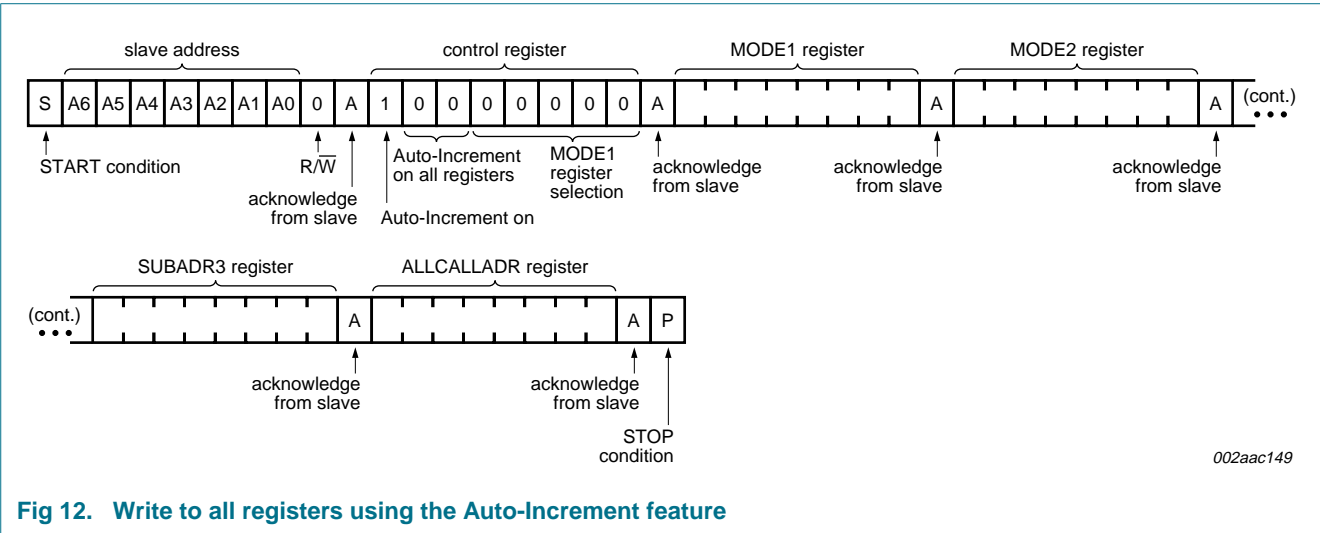 slave address control register MODE1 register MODE2 register
S A6 A5 A4 A3 A2 A1 A0 0 A 1 0 0 0 0 0 0 0 A A A (cont.)
START condition
R/W̅
acknowledge
from slave
Auto-Increment
on all registers
Auto-Increment on
MODE1
register
selection
acknowledge
from slave
acknowledge
from slave
acknowledge
from slave
SUBADR3 register ALLCALLADR register
(cont.) A A P
acknowledge
from slave
acknowledge
from slave
STOP
condition
002aac149
Fig 12. Write to all registers using the Auto-Increment feature